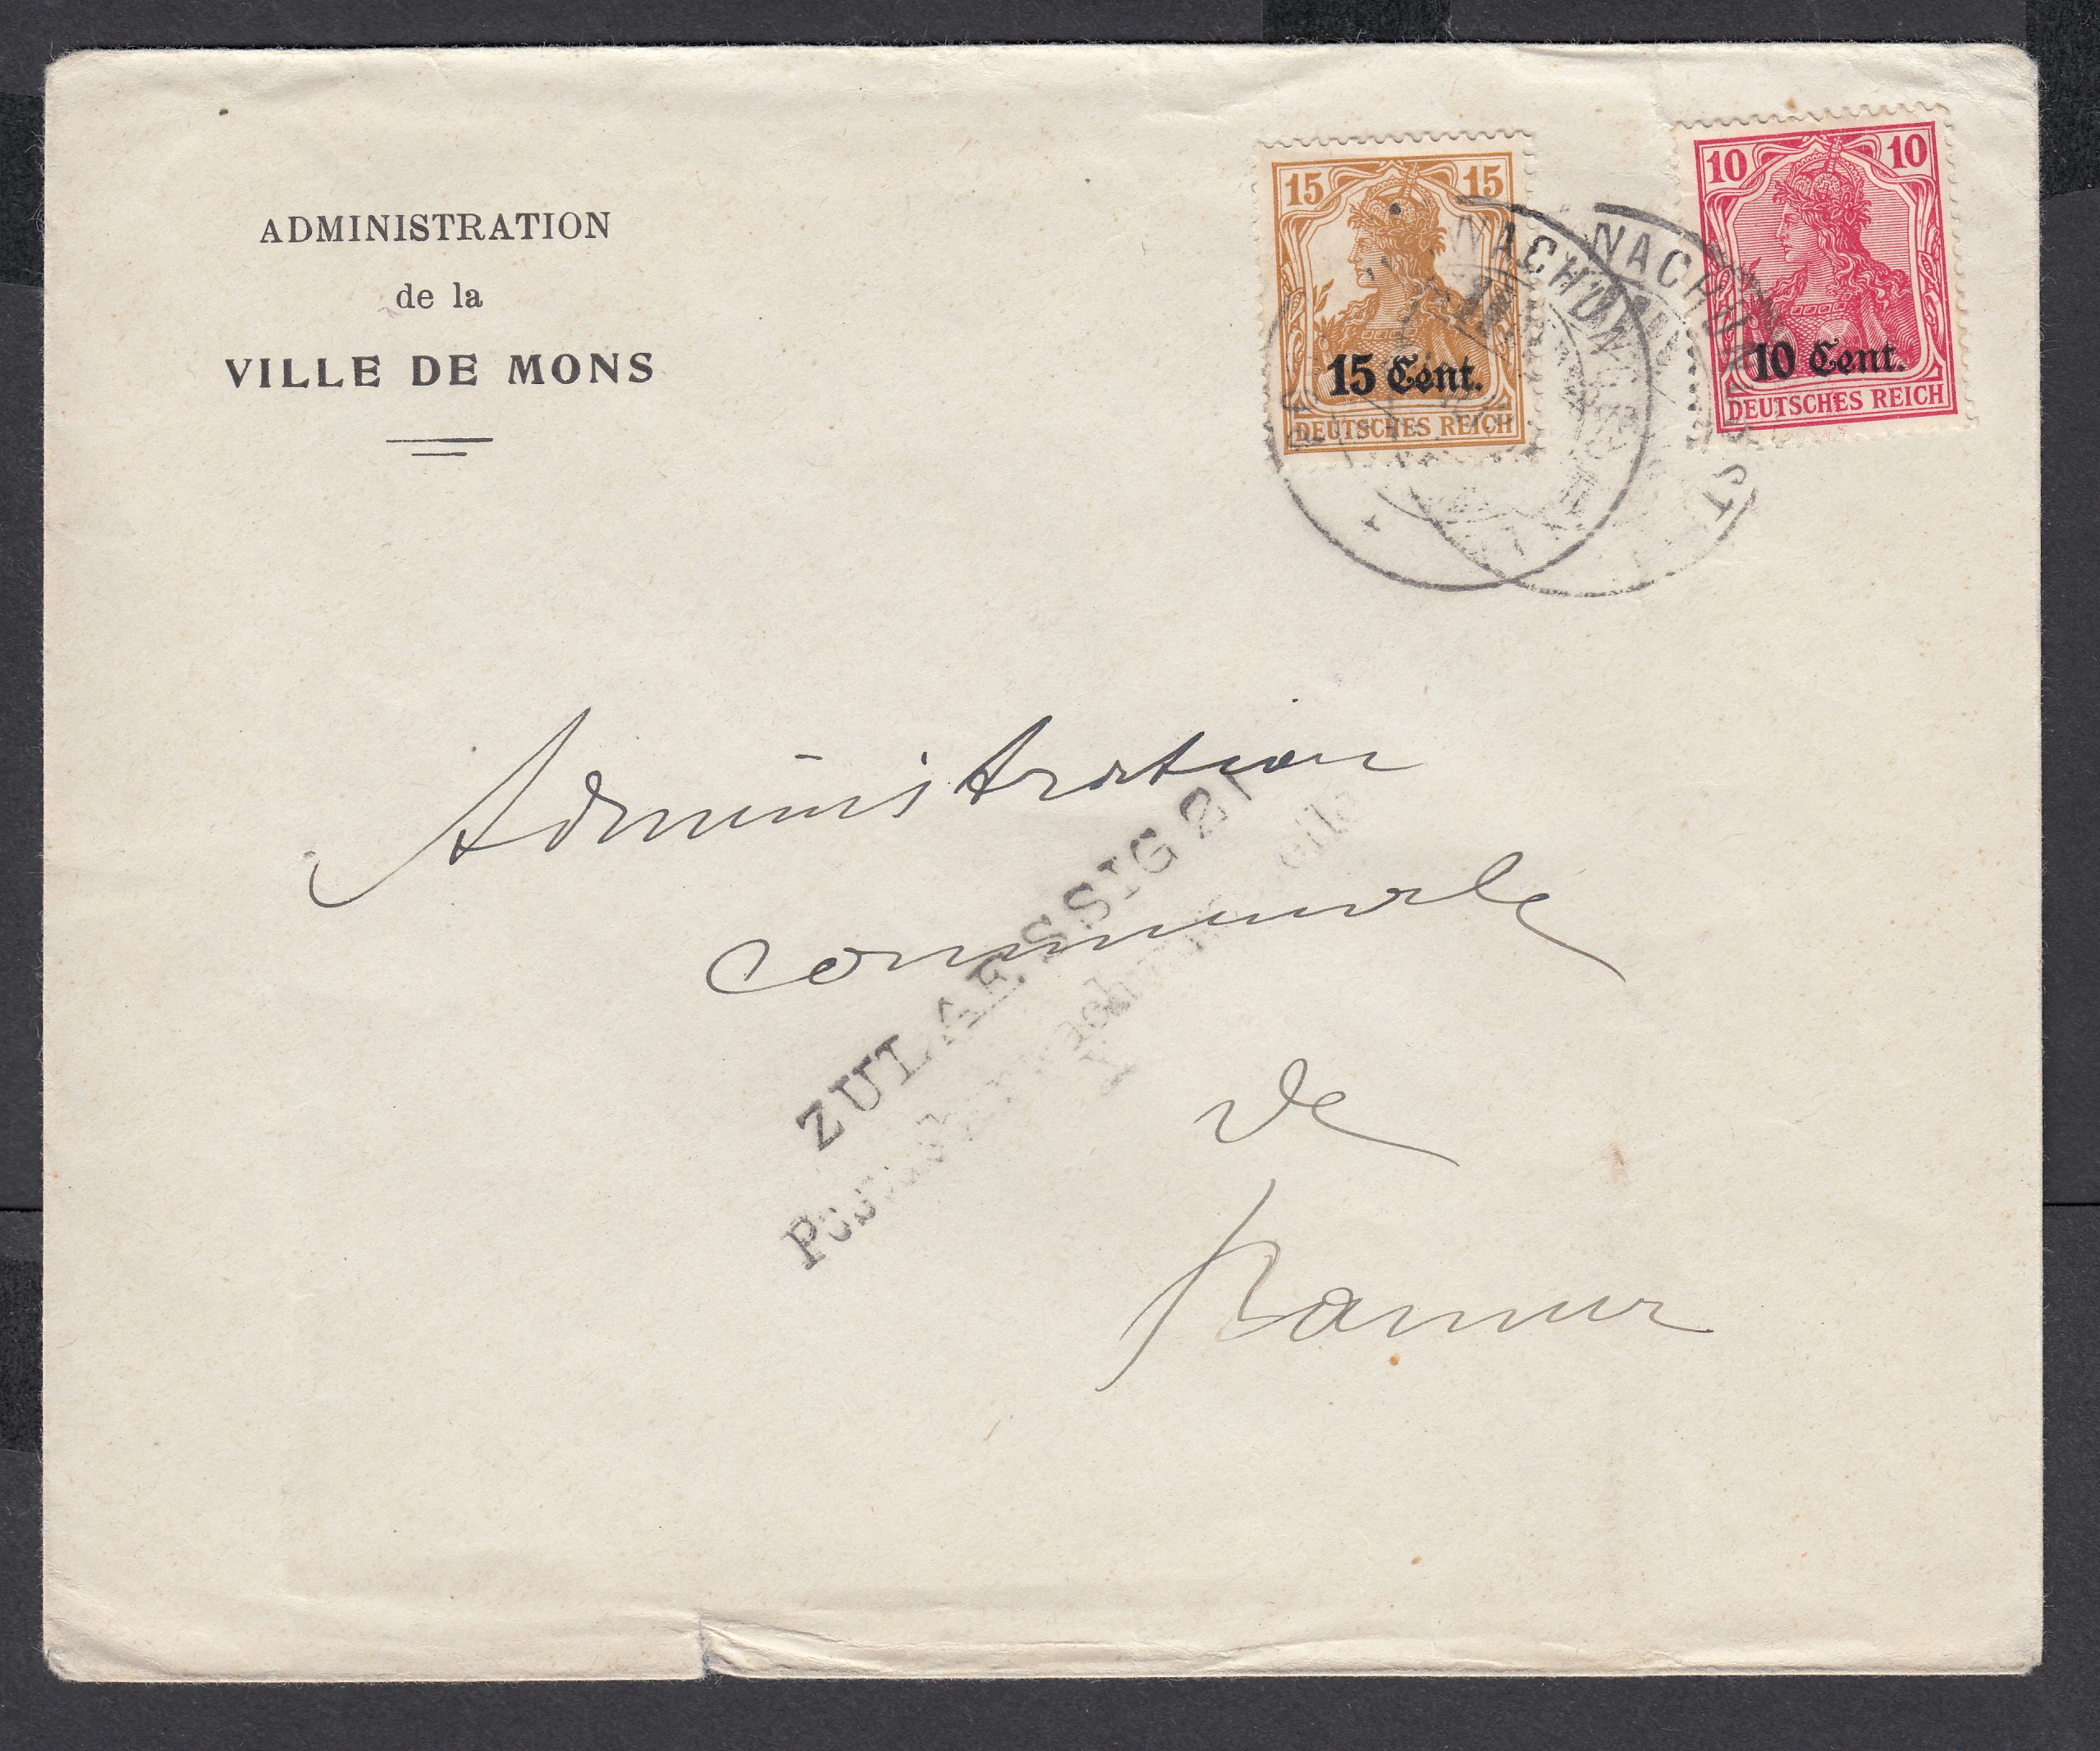 ADMINISTRATION
de la
VILLE DE MONS
15 15
15 Cent.
DEUTSCHES REICH
10 10
10 Cent.
DEUTSCHES REICH
Administration
communale
de
Namur
ZULAESSIG